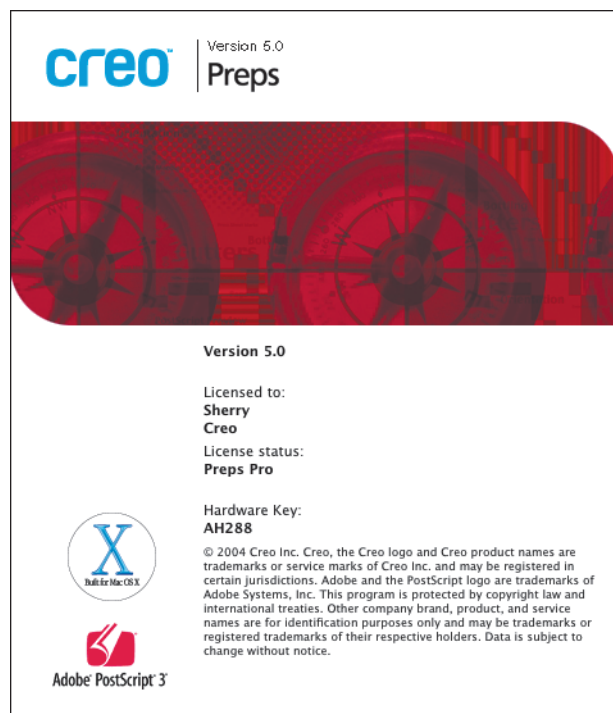 creo™
Version 5.0
Preps
Version 5.0
Licensed to:
Sherry
Creo
License status:
Preps Pro
Hardware Key:
AH288
X
Built for Mac OS X
© 2004 Creo Inc. Creo, the Creo logo and Creo product names are
trademarks or service marks of Creo Inc. and may be registered in
certain jurisdictions. Adobe and the PostScript logo are trademarks of
Adobe Systems, Inc. This program is protected by copyright law and
international treaties. Other company brand, product, and service
names are for identification purposes only and may be trademarks or
registered trademarks of their respective holders. Data is subject to
change without notice.
Adobe® PostScript® 3™